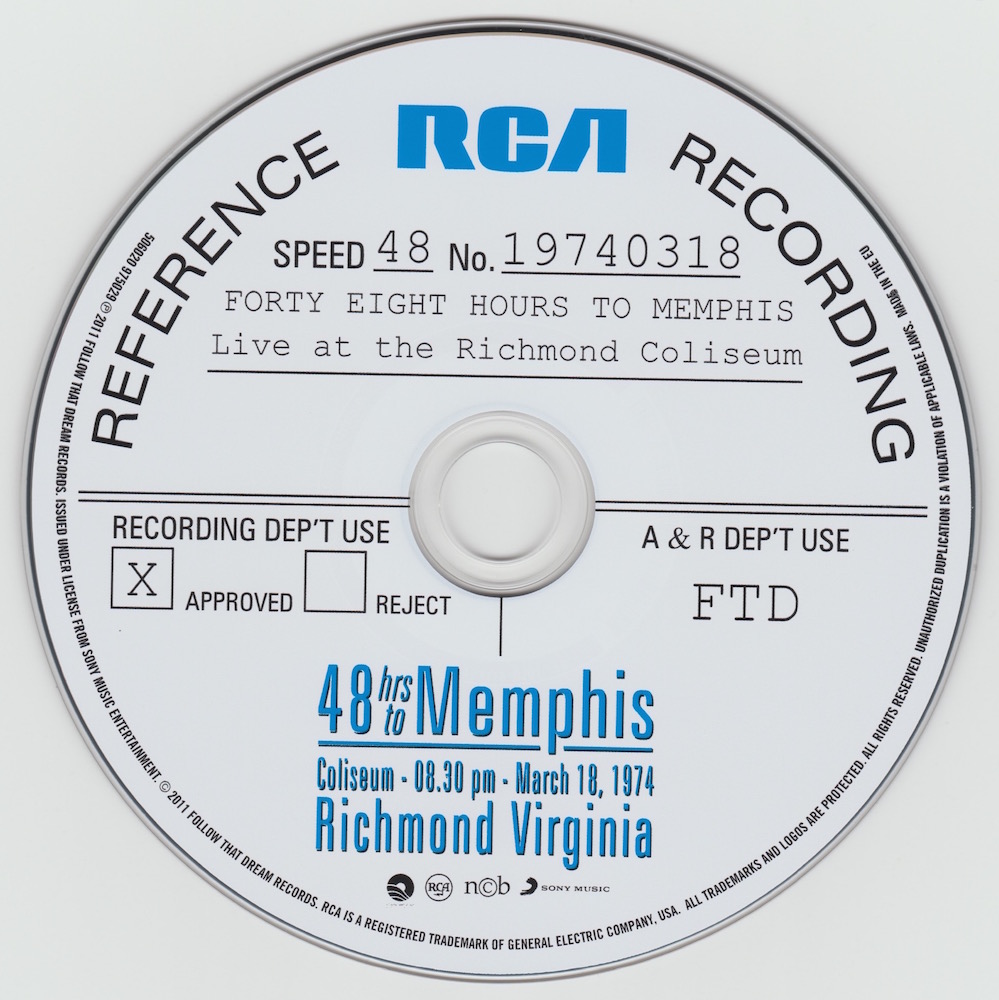 RCA
REFERENCE RECORDING
SPEED 48 No. 19740318
FORTY EIGHT HOURS TO MEMPHIS
Live at the Richmond Coliseum
RECORDING DEP'T USE
X APPROVED REJECT
A & R DEP'T USE
FTD
48 hrs to Memphis
Coliseum - 08.30 pm - March 18, 1974
Richmond Virginia
RCA n©b SONY MUSIC
506020 975029 ℗ 2011 FOLLOW THAT DREAM RECORDS. ISSUED UNDER LICENSE FROM SONY MUSIC ENTERTAINMENT. © 2011 FOLLOW THAT DREAM RECORDS. RCA IS A REGISTERED TRADEMARK OF GENERAL ELECTRIC COMPANY, USA. ALL TRADEMARKS AND LOGOS ARE PROTECTED. ALL RIGHTS RESERVED. UNAUTHORIZED DUPLICATION IS A VIOLATION OF APPLICABLE LAWS. MADE IN THE EU